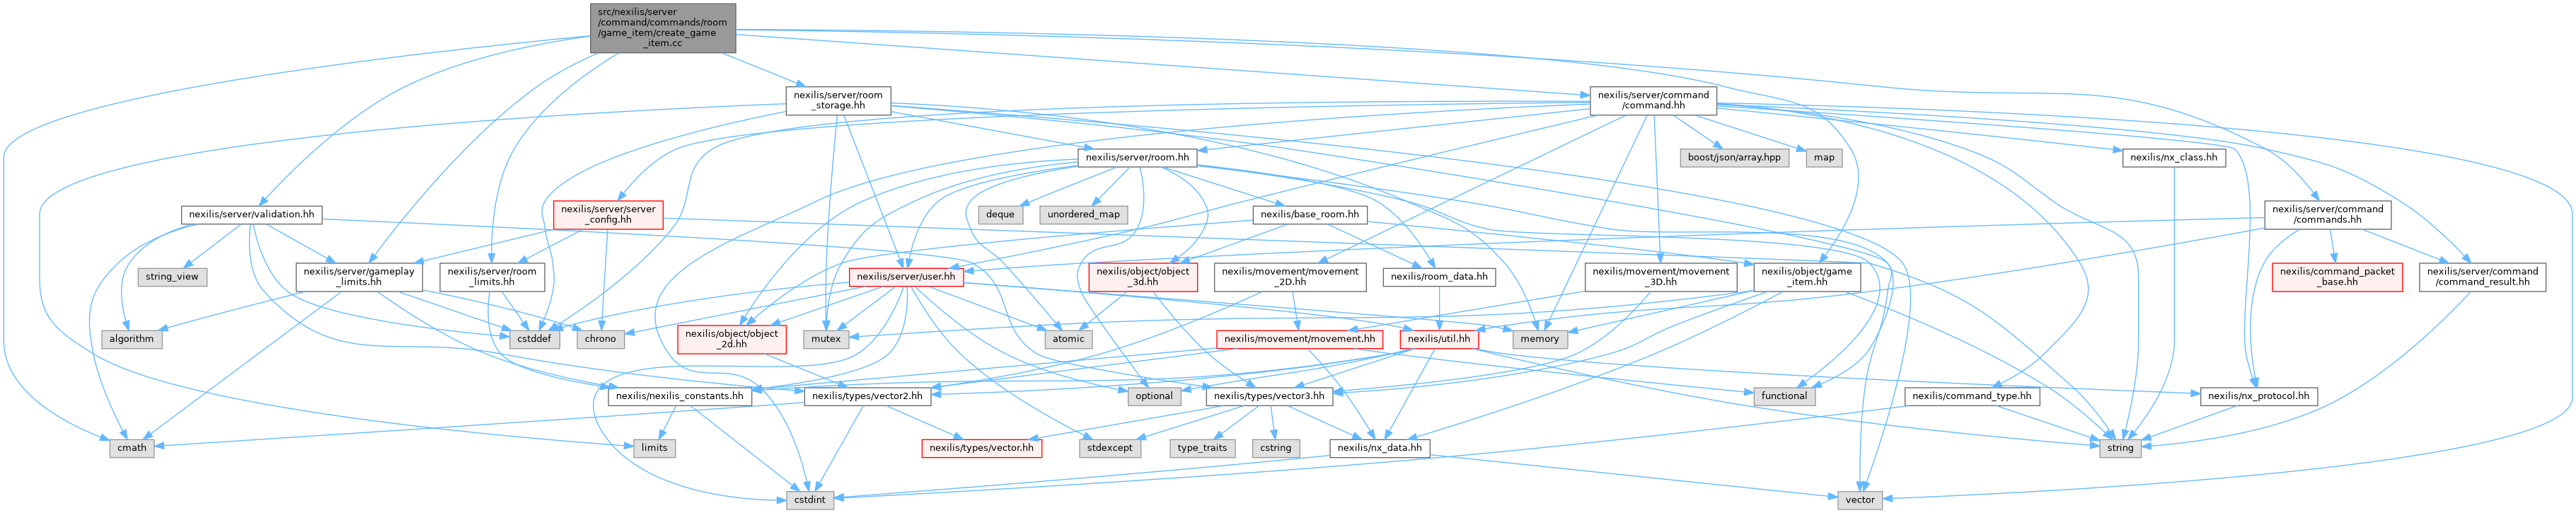 src/nexilis/server
/command/commands/room
/game_item/create_game
_item.cc
nexilis/server/room
_storage.hh
nexilis/server/command
/command.hh
nexilis/server/room.hh
boost/json/array.hpp
map
nexilis/nx_class.hh
nexilis/server/validation.hh
nexilis/server/server
_config.hh
deque
unordered_map
nexilis/base_room.hh
nexilis/server/command
/commands.hh
string_view
nexilis/server/gameplay
_limits.hh
nexilis/server/room
_limits.hh
nexilis/server/user.hh
nexilis/object/object
_3d.hh
nexilis/movement/movement
_2D.hh
nexilis/room_data.hh
nexilis/movement/movement
_3D.hh
nexilis/object/game
_item.hh
nexilis/command_packet
_base.hh
nexilis/server/command
/command_result.hh
algorithm
cstddef
chrono
nexilis/object/object
_2d.hh
mutex
atomic
nexilis/movement/movement.hh
nexilis/util.hh
memory
nexilis/nexilis_constants.hh
nexilis/types/vector2.hh
optional
nexilis/types/vector3.hh
functional
nexilis/command_type.hh
nexilis/nx_protocol.hh
cmath
limits
nexilis/types/vector.hh
stdexcept
type_traits
cstring
nexilis/nx_data.hh
string
cstdint
vector